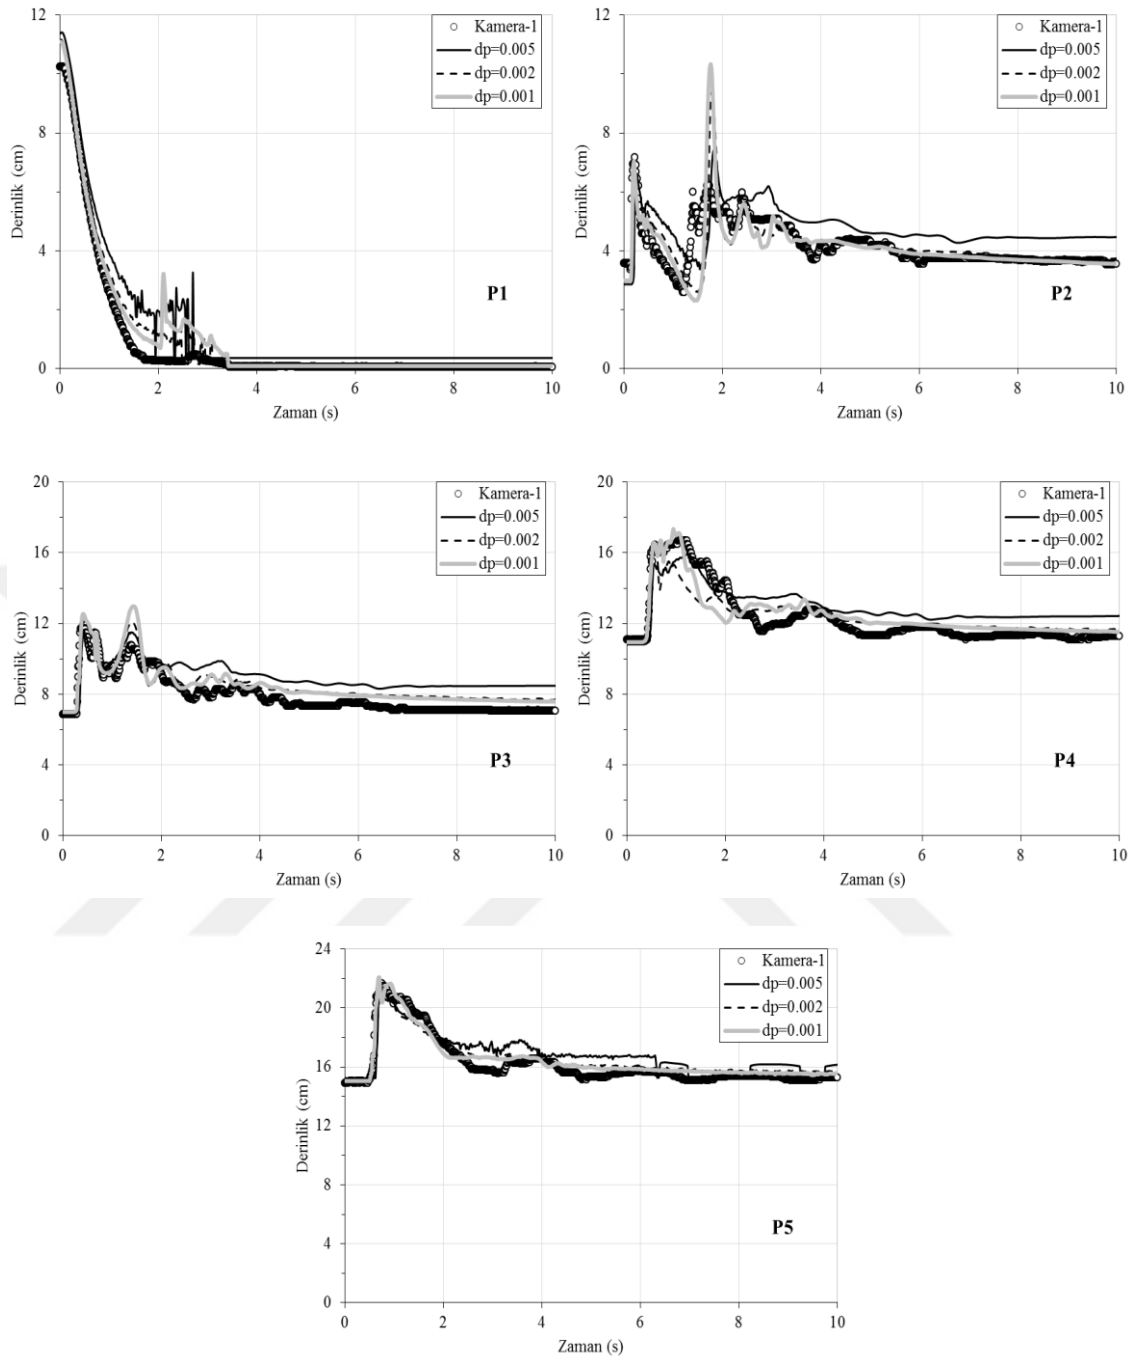 12
8
4
0
Derinlik (cm)
Kamera-1
dp=0.005
dp=0.002
dp=0.001
P1
0 2 4 6 8 10
Zaman (s)
12
8
4
0
Derinlik (cm)
Kamera-1
dp=0.005
dp=0.002
dp=0.001
P2
0 2 4 6 8 10
Zaman (s)
20
16
12
8
4
0
Derinlik (cm)
Kamera-1
dp=0.005
dp=0.002
dp=0.001
P3
0 2 4 6 8 10
Zaman (s)
20
16
12
8
4
0
Derinlik (cm)
Kamera-1
dp=0.005
dp=0.002
dp=0.001
P4
0 2 4 6 8 10
Zaman (s)
24
20
16
12
8
4
0
Derinlik (cm)
Kamera-1
dp=0.005
dp=0.002
dp=0.001
P5
0 2 4 6 8 10
Zaman (s)